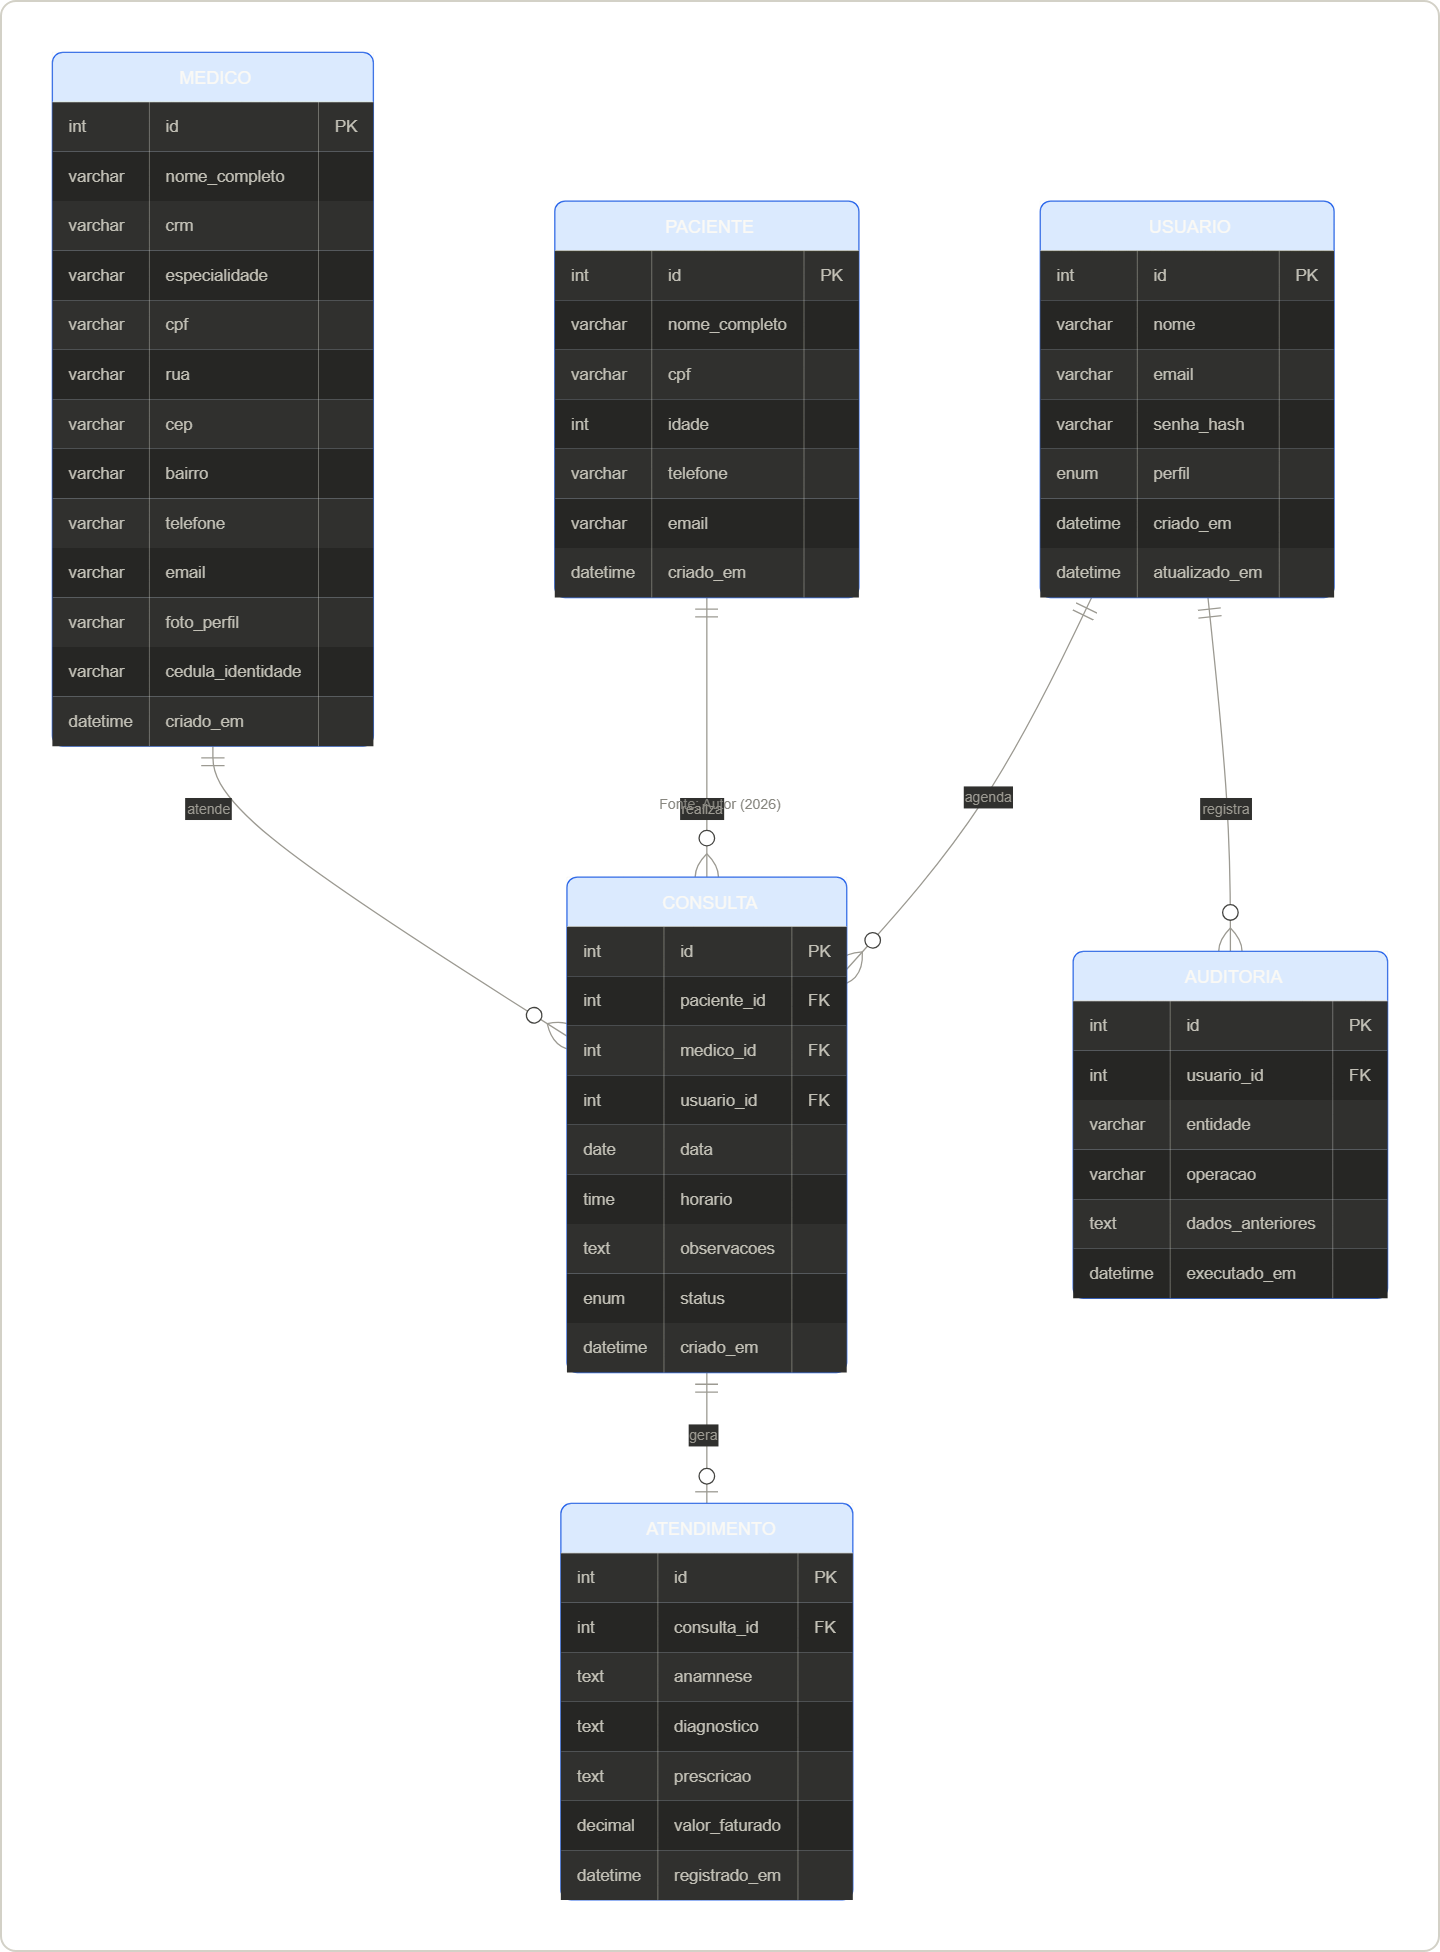 MEDICO
int id PK
varchar nome_completo
varchar crm
varchar especialidade
varchar cpf
varchar rua
varchar cep
varchar bairro
varchar telefone
varchar email
varchar foto_perfil
varchar cedula_identidade
datetime criado_em
PACIENTE
int id PK
varchar nome_completo
varchar cpf
int idade
varchar telefone
varchar email
datetime criado_em
USUARIO
int id PK
varchar nome
varchar email
varchar senha_hash
enum perfil
datetime criado_em
datetime atualizado_em
atende
Fonte: Autor (2026)
realiza
agenda
registra
CONSULTA
int id PK
int paciente_id FK
int medico_id FK
int usuario_id FK
date data
time horario
text observacoes
enum status
datetime criado_em
AUDITORIA
int id PK
int usuario_id FK
varchar entidade
varchar operacao
text dados_anteriores
datetime executado_em
gera
ATENDIMENTO
int id PK
int consulta_id FK
text anamnese
text diagnostico
text prescricao
decimal valor_faturado
datetime registrado_em